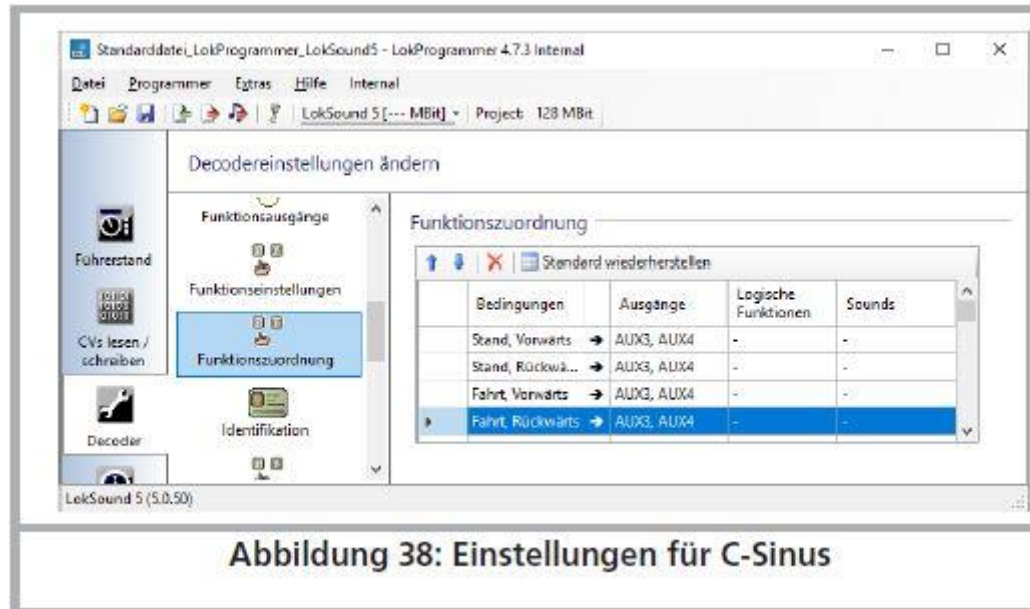 Standarddatei_LokProgrammer_LokSound5 - LokProgrammer 4.7.3 Internal
Datei Programmer Extras Hilfe Internal
LokSound 5 [--- MBit] Project: 128 MBit
Decodereinstellungen ändern
Führerstand
CVs lesen /
schreiben
Decoder
Funktionsausgänge
Funktionseinstellungen
Funktionszuordnung
Identifikation
Funktionszuordnung
Standard wiederherstellen
Bedingungen Ausgänge Logische Funktionen Sounds
Stand, Vorwärts ➔ AUX3, AUX4 - -
Stand, Rückwä... ➔ AUX3, AUX4 - -
Fahrt, Vorwärts ➔ AUX3, AUX4 - -
Fahrt, Rückwärts ➔ AUX3, AUX4 - -
LokSound 5 (5.0.50)
Abbildung 38: Einstellungen für C-Sinus